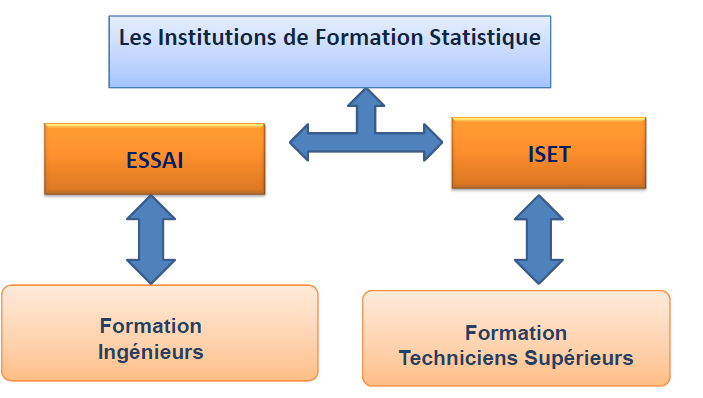 Les Institutions de Formation Statistique
ESSAI
ISET
Formation
Ingénieurs
Formation
Techniciens Supérieurs